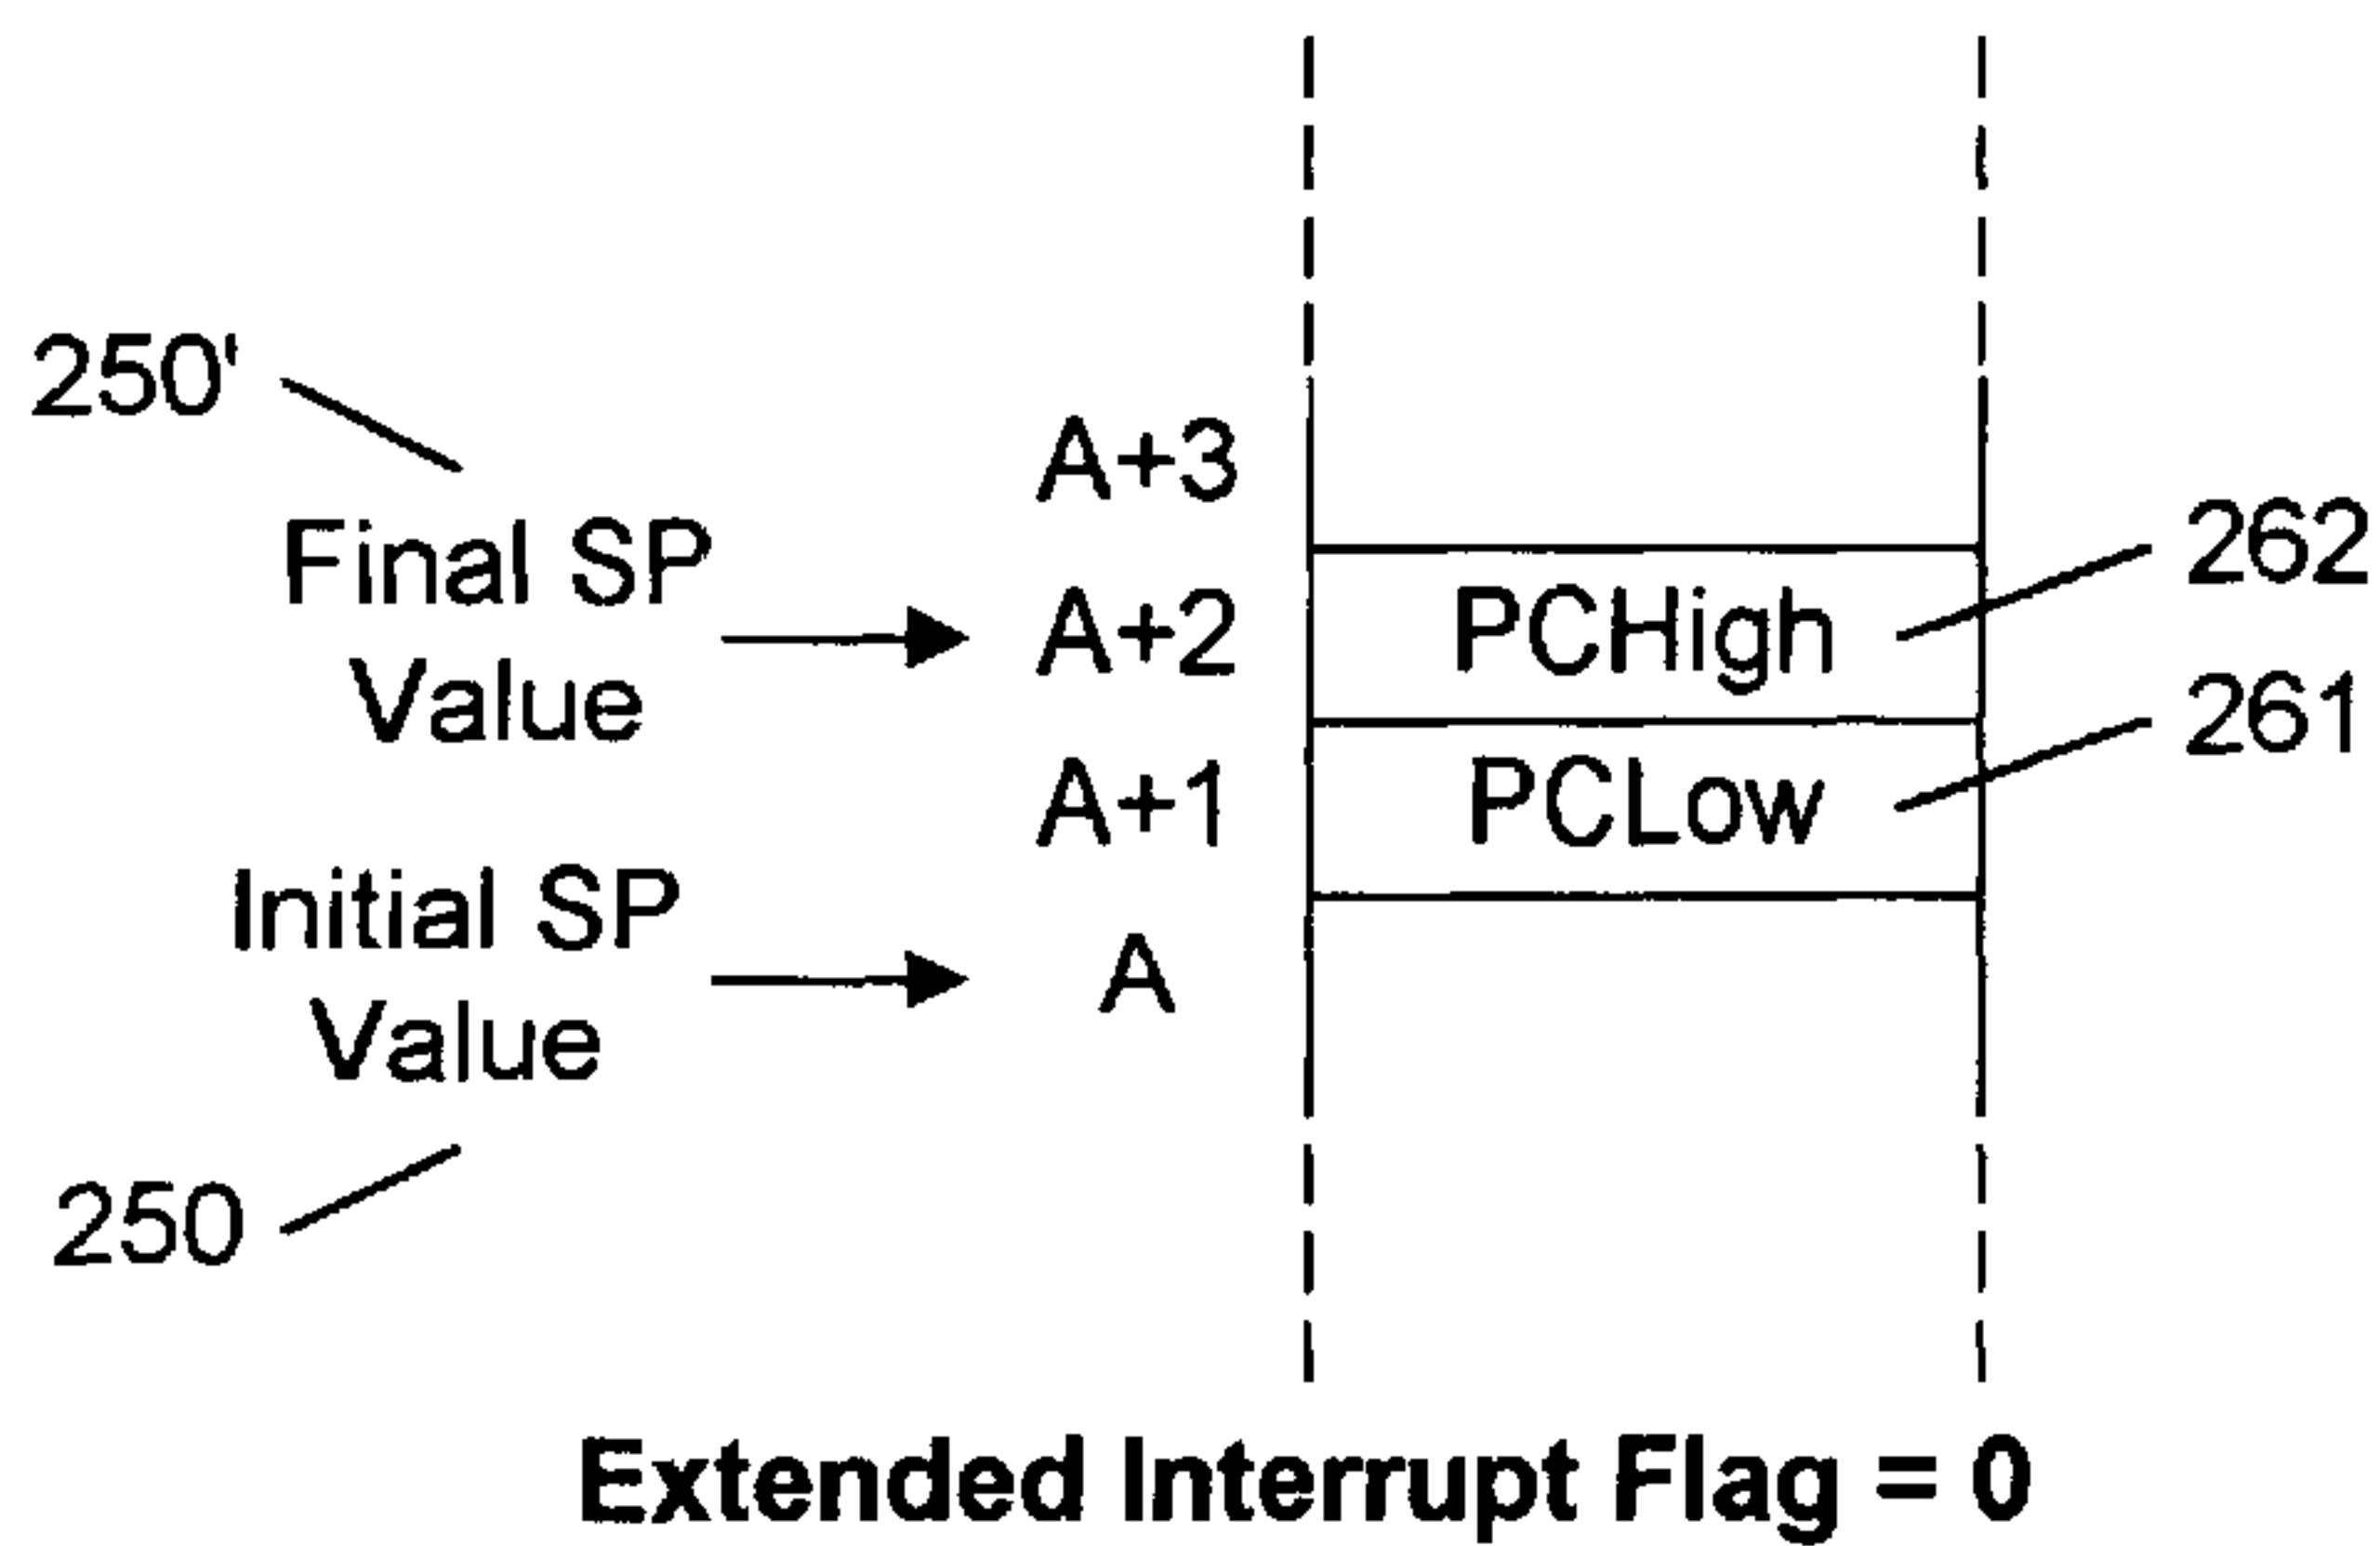 250'
A+3
Final SP
Value
A+2
PCHigh
262
A+1
PCLow
261
Initial SP
Value
A
250
Extended Interrupt Flag = 0